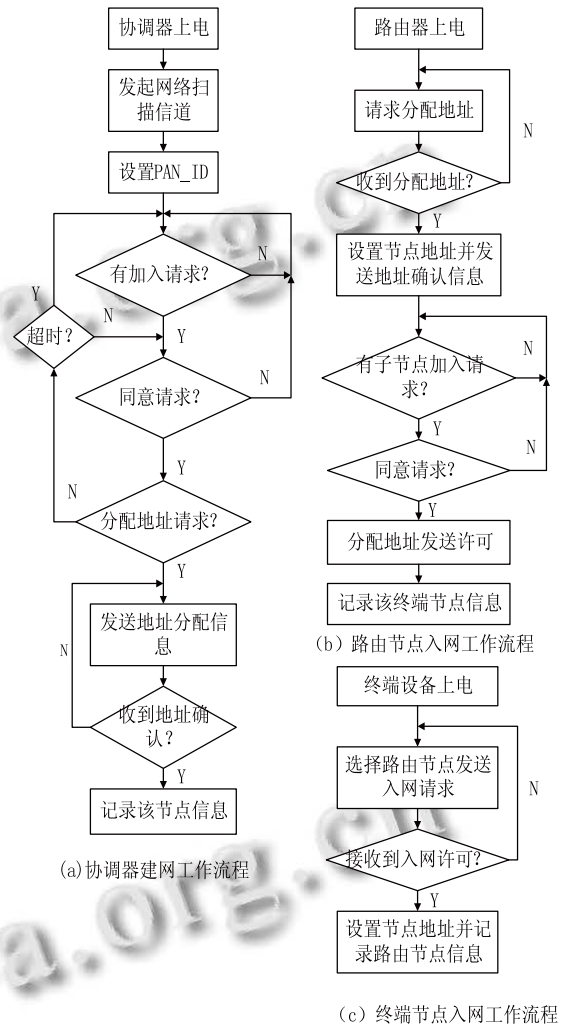 协调器上电
发起网络扫
描信道
设置PAN_ID
有加入请求?
N
Y
Y
超时?
N
同意请求?
N
Y
N
分配地址请求?
Y
发送地址分配信
息
N
收到地址确
认?
Y
记录该节点信息
(a)协调器建网工作流程
路由器上电
请求分配地址
N
收到分配地址?
Y
设置节点地址并发
送地址确认信息
N
有子节点加入请
求?
Y
N
同意请求?
Y
分配地址发送许可
记录该终端节点信息
(b) 路由节点入网工作流程
终端设备上电
选择路由节点发送
入网请求
N
接收到入网许可?
Y
设置节点地址并记
录路由节点信息
(c) 终端节点入网工作流程